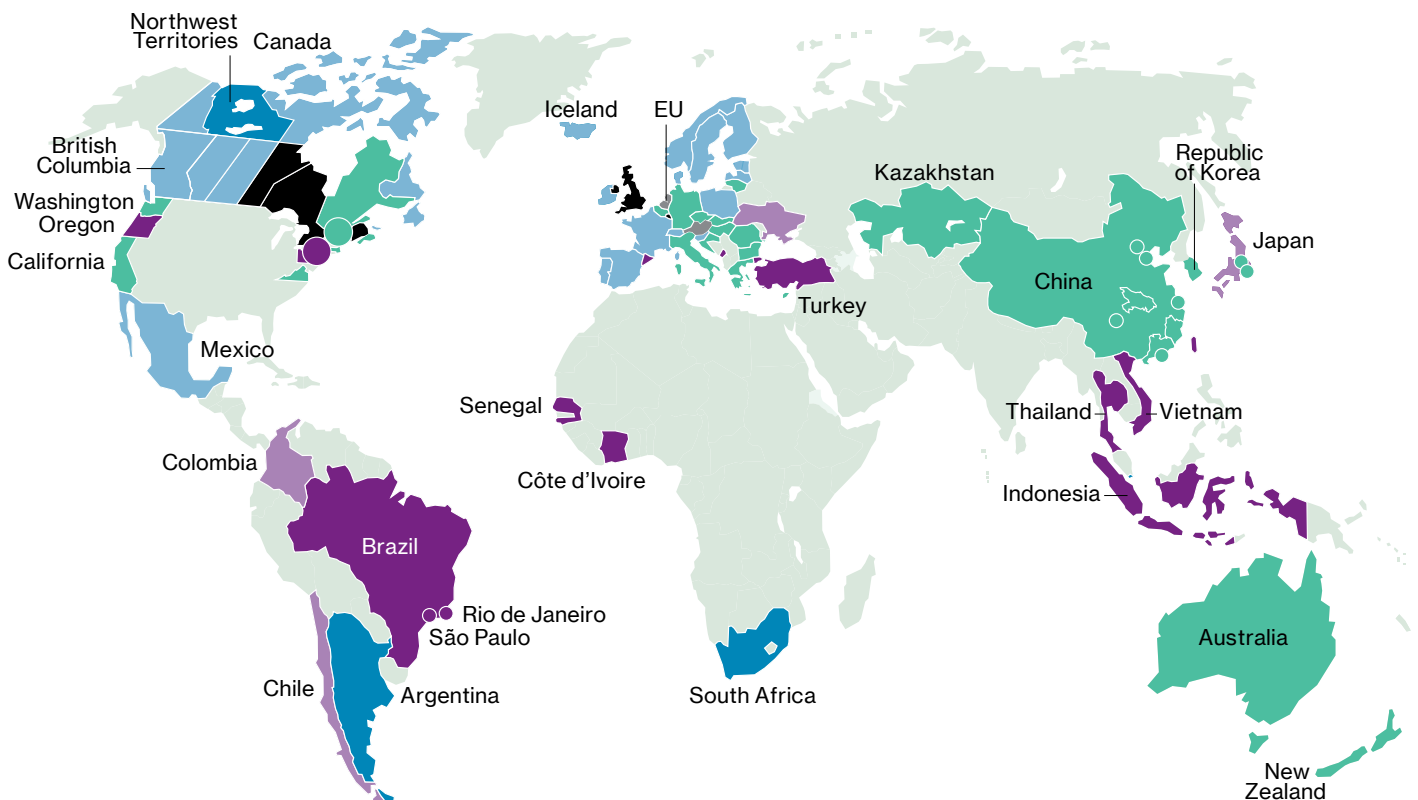 Northwest
Territories
Canada
Iceland
EU
British
Columbia
Republic
of Korea
Kazakhstan
Washington
Oregon
Japan
California
China
Turkey
Mexico
Senegal
Thailand
Vietnam
Colombia
Côte d’Ivoire
Indonesia
Brazil
Rio de Janeiro
São Paulo
Australia
Chile
Argentina
South Africa
New
Zealand